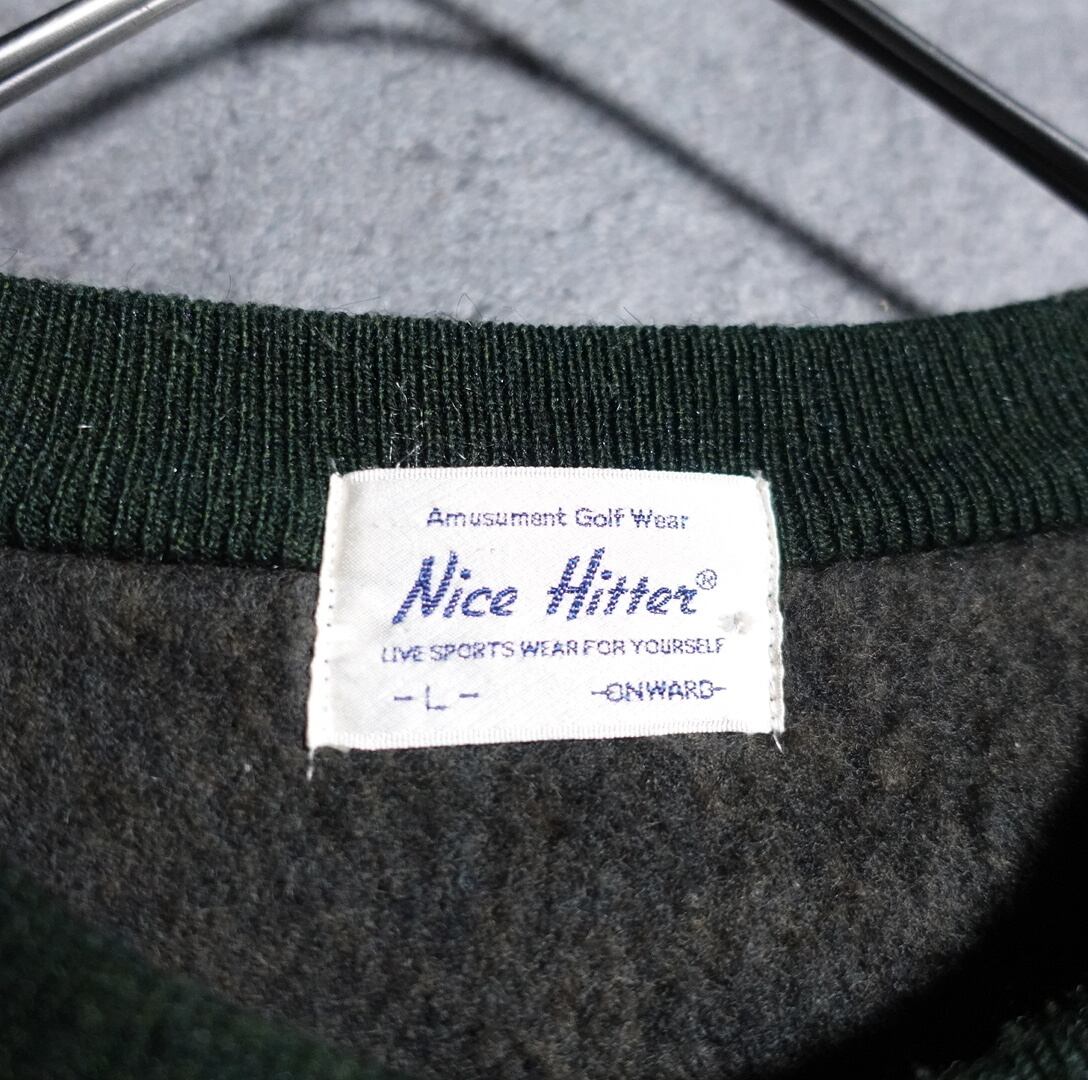 Amusument Golf Wear
Nice Hitter®
LIVE SPORTS WEAR FOR YOURSELF
- L - -ONWARD-